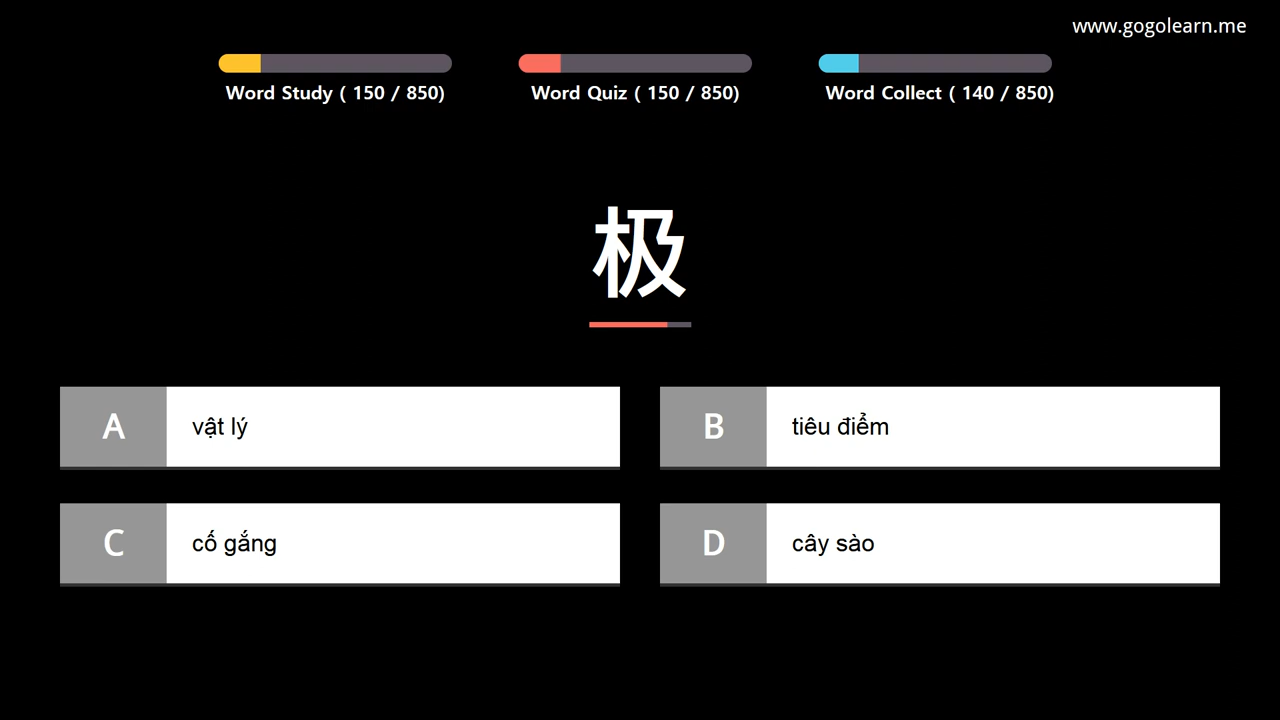 www.gogolearn.me
Word Study ( 150 / 850)
Word Quiz ( 150 / 850)
Word Collect ( 140 / 850)
极
A vật lý
B tiêu điểm
C cố gắng
D cây sào